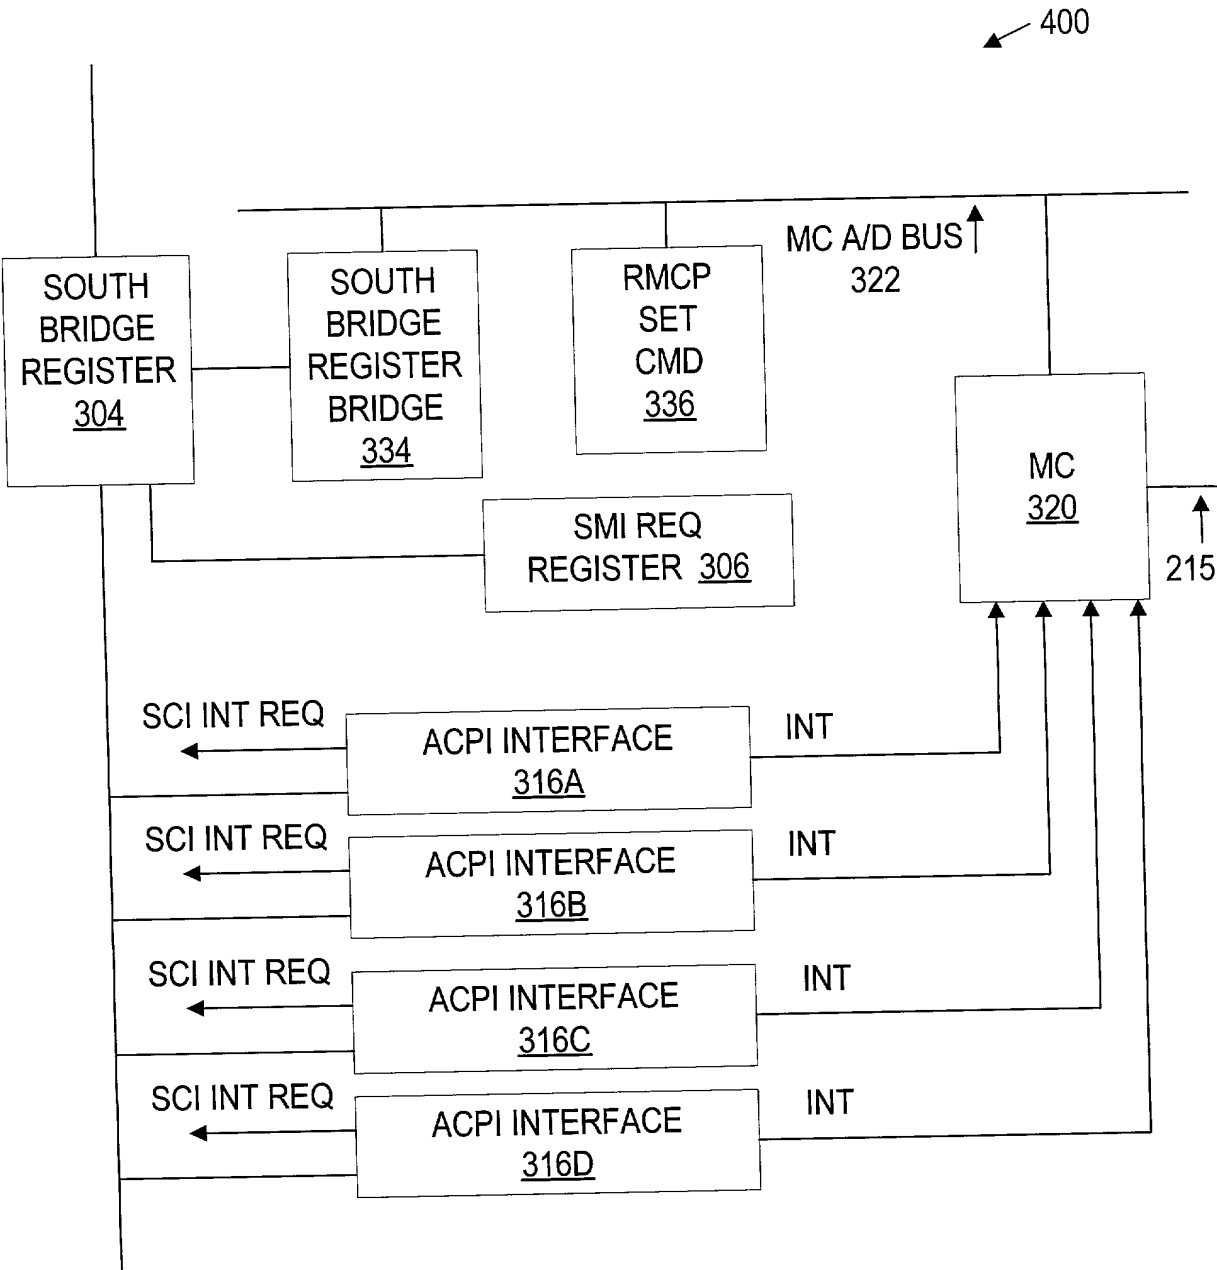 400
MC A/D BUS
322
SOUTH
BRIDGE
REGISTER
304
SOUTH
BRIDGE
REGISTER
BRIDGE
334
RMCP
SET
CMD
336
MC
320
215
SMI REQ
REGISTER 306
SCI INT REQ
ACPI INTERFACE
316A
INT
SCI INT REQ
ACPI INTERFACE
316B
INT
SCI INT REQ
ACPI INTERFACE
316C
INT
SCI INT REQ
ACPI INTERFACE
316D
INT